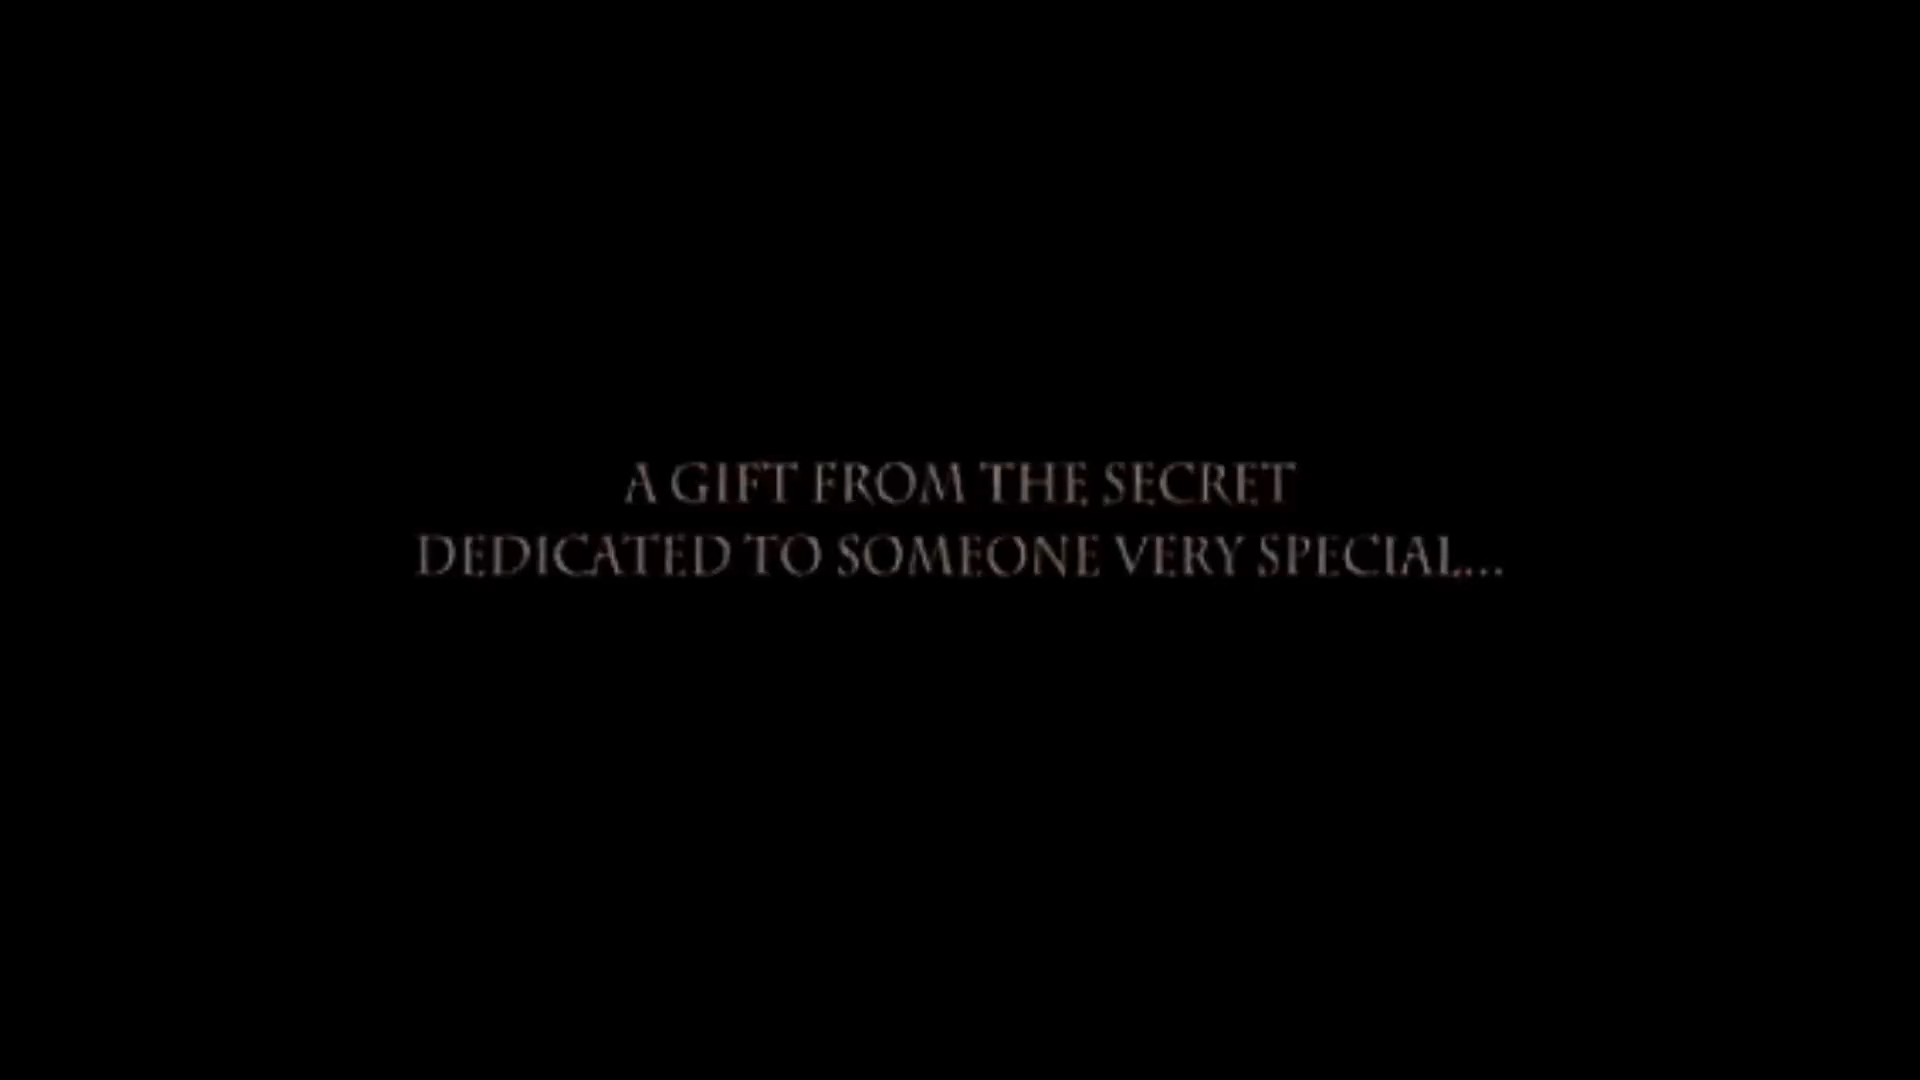 A GIFT FROM THE SECRET
DEDICATED TO SOMEONE VERY SPECIAL...